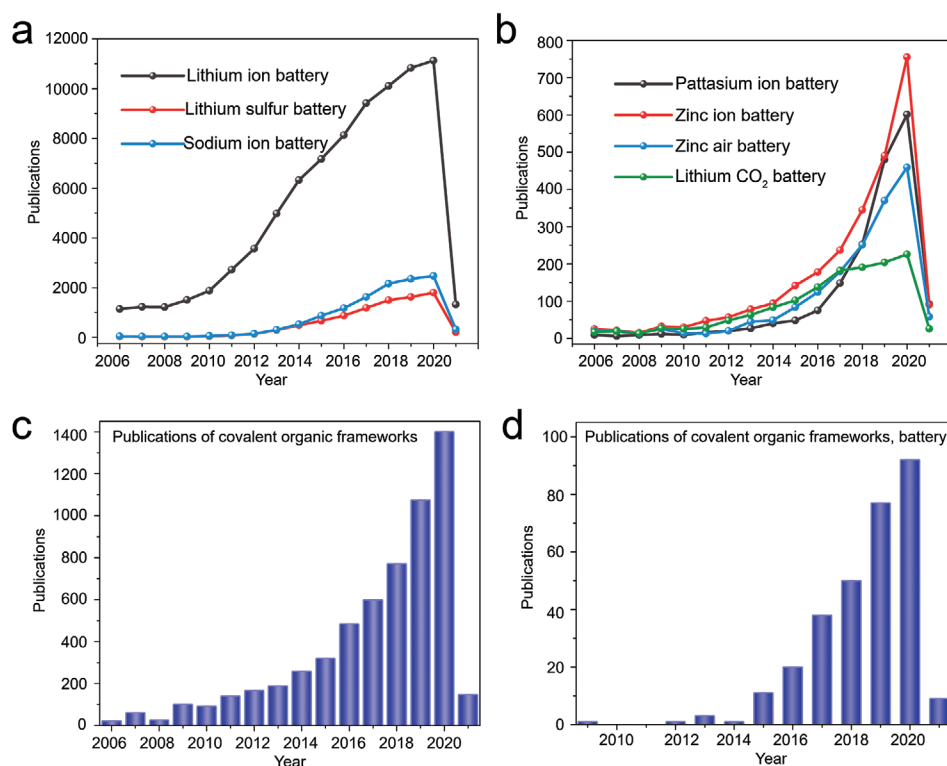 a
12000
10000
8000
6000
4000
2000
0
Publications
Lithium ion battery
Lithium sulfur battery
Sodium ion battery
2006 2008 2010 2012 2014 2016 2018 2020
Year
b
800
700
600
500
400
300
200
100
0
Publications
Pattasium ion battery
Zinc ion battery
Zinc air battery
Lithium CO₂ battery
2006 2008 2010 2012 2014 2016 2018 2020
Year
c
1400
1200
1000
800
600
400
200
0
Publications
Publications of covalent organic frameworks
2006 2008 2010 2012 2014 2016 2018 2020
Year
d
100
80
60
40
20
0
Publications
Publications of covalent organic frameworks, battery
2010 2012 2014 2016 2018 2020
Year